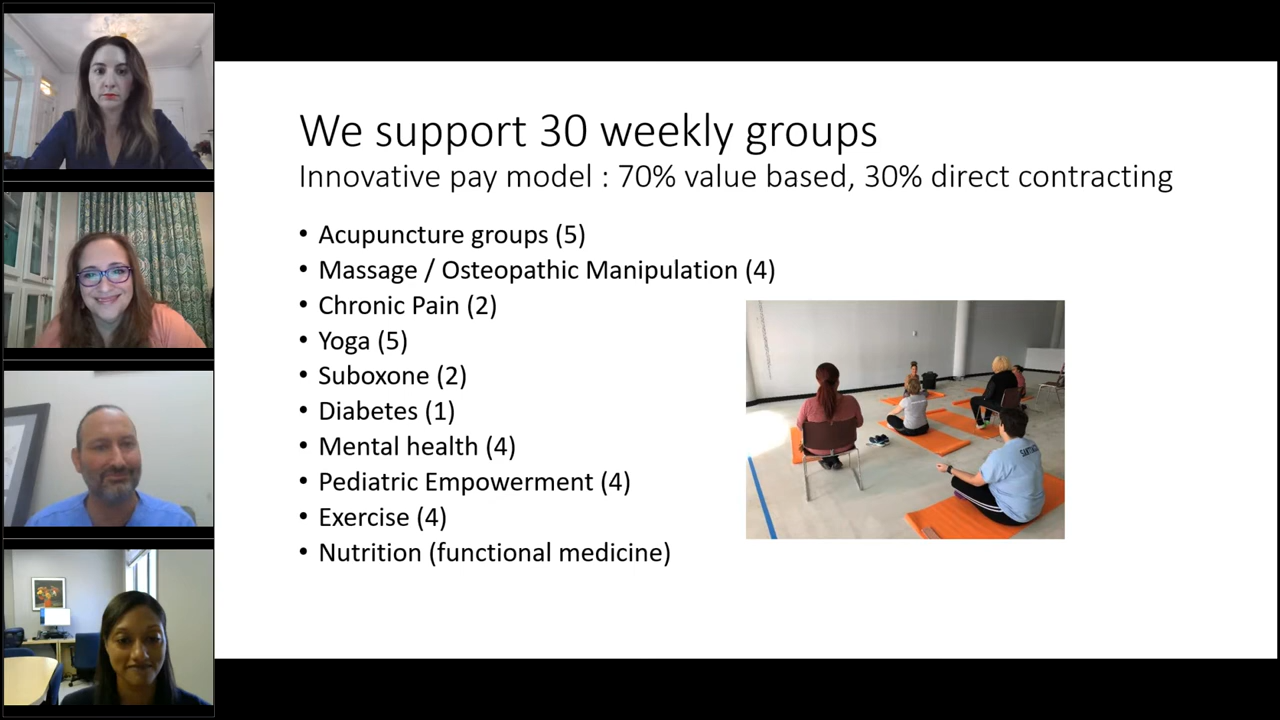 We support 30 weekly groups
Innovative pay model : 70% value based, 30% direct contracting
• Acupuncture groups (5)
• Massage / Osteopathic Manipulation (4)
• Chronic Pain (2)
• Yoga (5)
• Suboxone (2)
• Diabetes (1)
• Mental health (4)
• Pediatric Empowerment (4)
• Exercise (4)
• Nutrition (functional medicine)